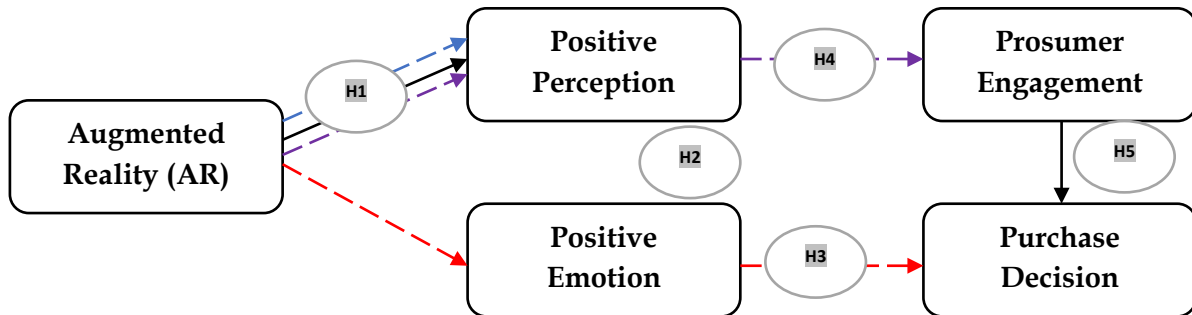 Positive
Perception
Prosumer
Engagement
H1
H4
Augmented
Reality (AR)
H2
H5
Positive
Emotion
H3
Purchase
Decision